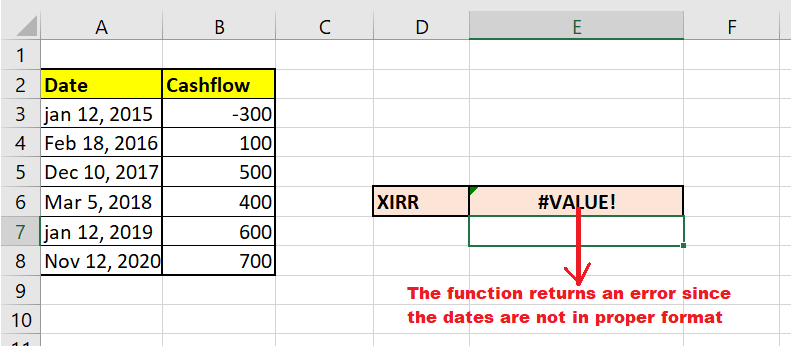 A B C D E F
1
2 Date Cashflow
3 jan 12, 2015 -300
4 Feb 18, 2016 100
5 Dec 10, 2017 500
6 Mar 5, 2018 400 XIRR #VALUE!
7 jan 12, 2019 600
8 Nov 12, 2020 700
9 The function returns an error since
10 the dates are not in proper format
11